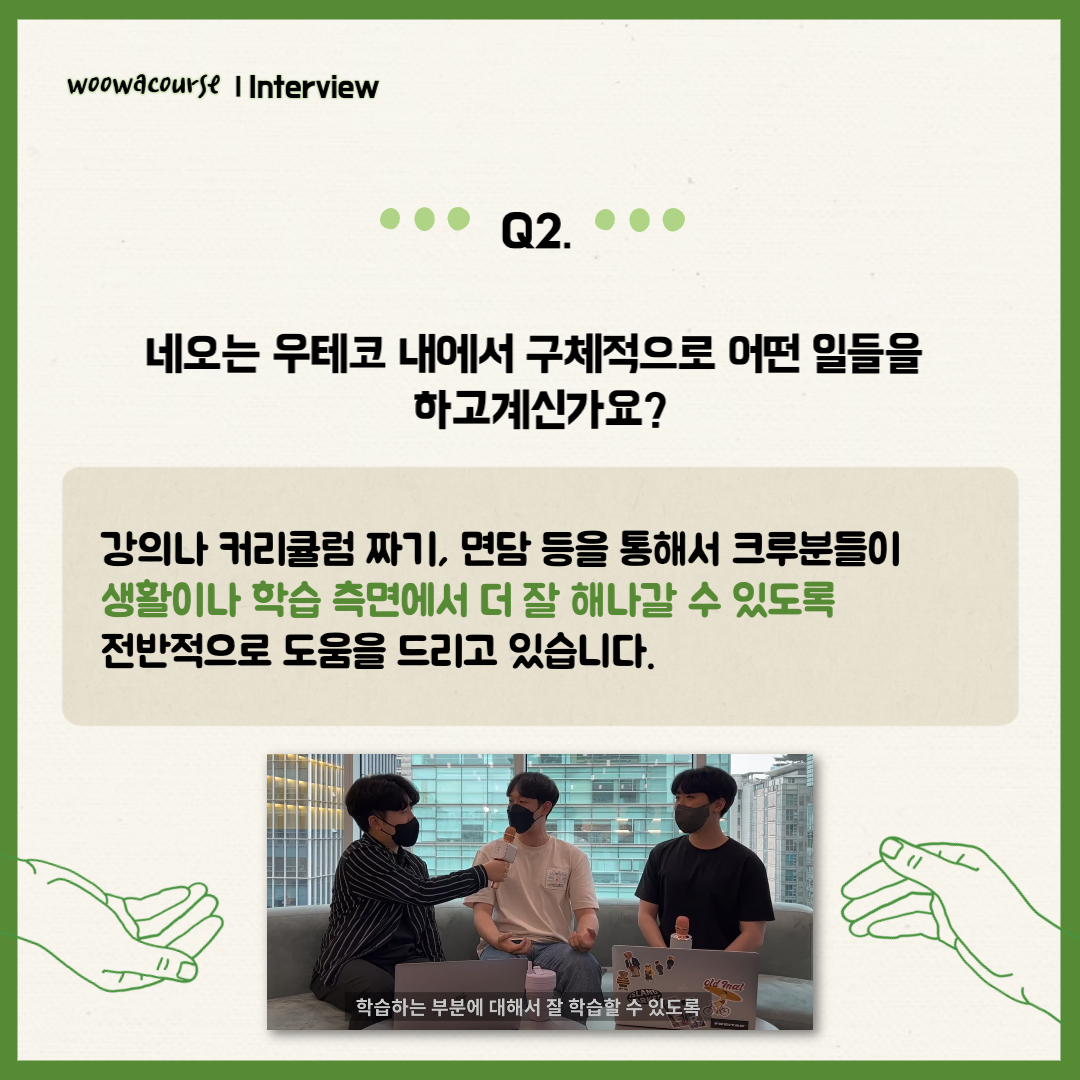 woowacourse | Interview
Q2.
네오는 우테코 내에서 구체적으로 어떤 일들을
하고계신가요?
강의나 커리큘럼 짜기, 면담 등을 통해서 크루분들이
생활이나 학습 측면에서 더 잘 해나갈 수 있도록
전반적으로 도움을 드리고 있습니다.
학습하는 부분에 대해서 잘 학습할 수 있도록